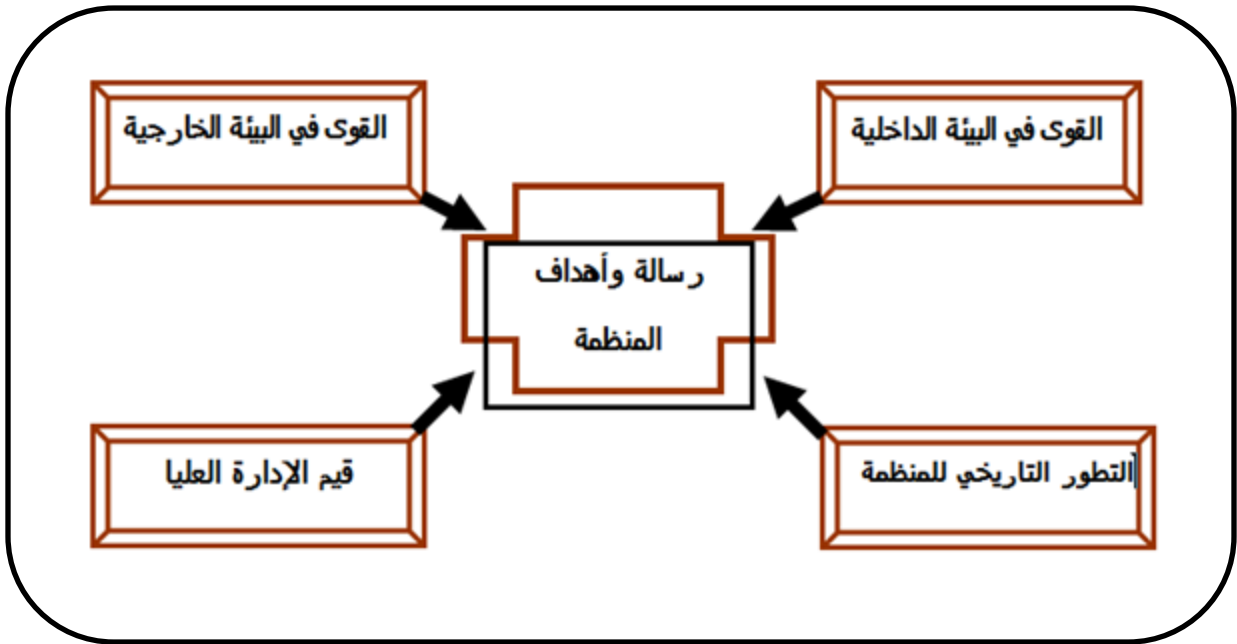 القوى في البيئة الداخلية
القوى في البيئة الخارجية
رسالة وأهداف
المنظمة
التطور التاريخي للمنظمة
قيم الإدارة العليا